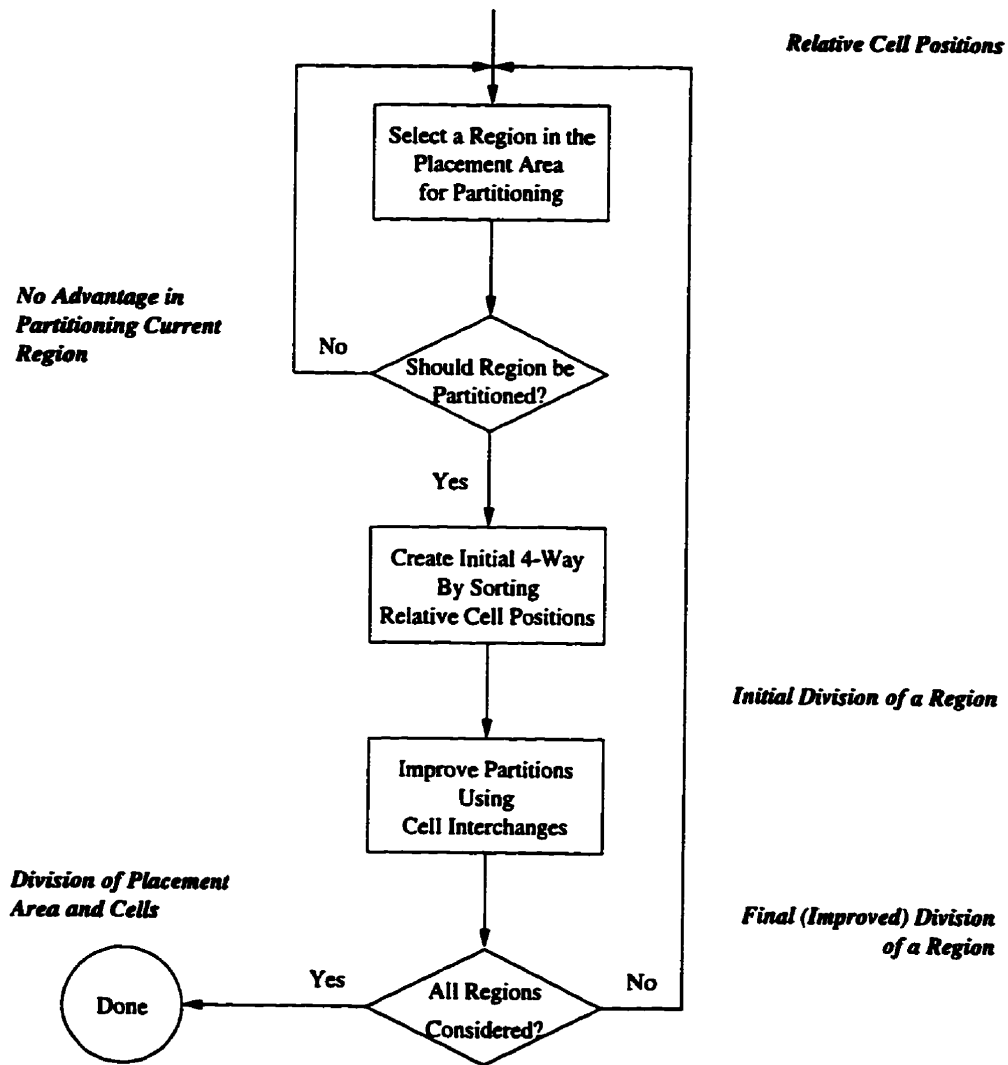 Relative Cell Positions
Select a Region in the
Placement Area
for Partitioning
No Advantage in
Partitioning Current
Region
No
Should Region be
Partitioned?
Yes
Create Initial 4-Way
By Sorting
Relative Cell Positions
Initial Division of a Region
Improve Partitions
Using
Cell Interchanges
Division of Placement
Area and Cells
Final (Improved) Division
of a Region
Yes
No
Done
All Regions
Considered?